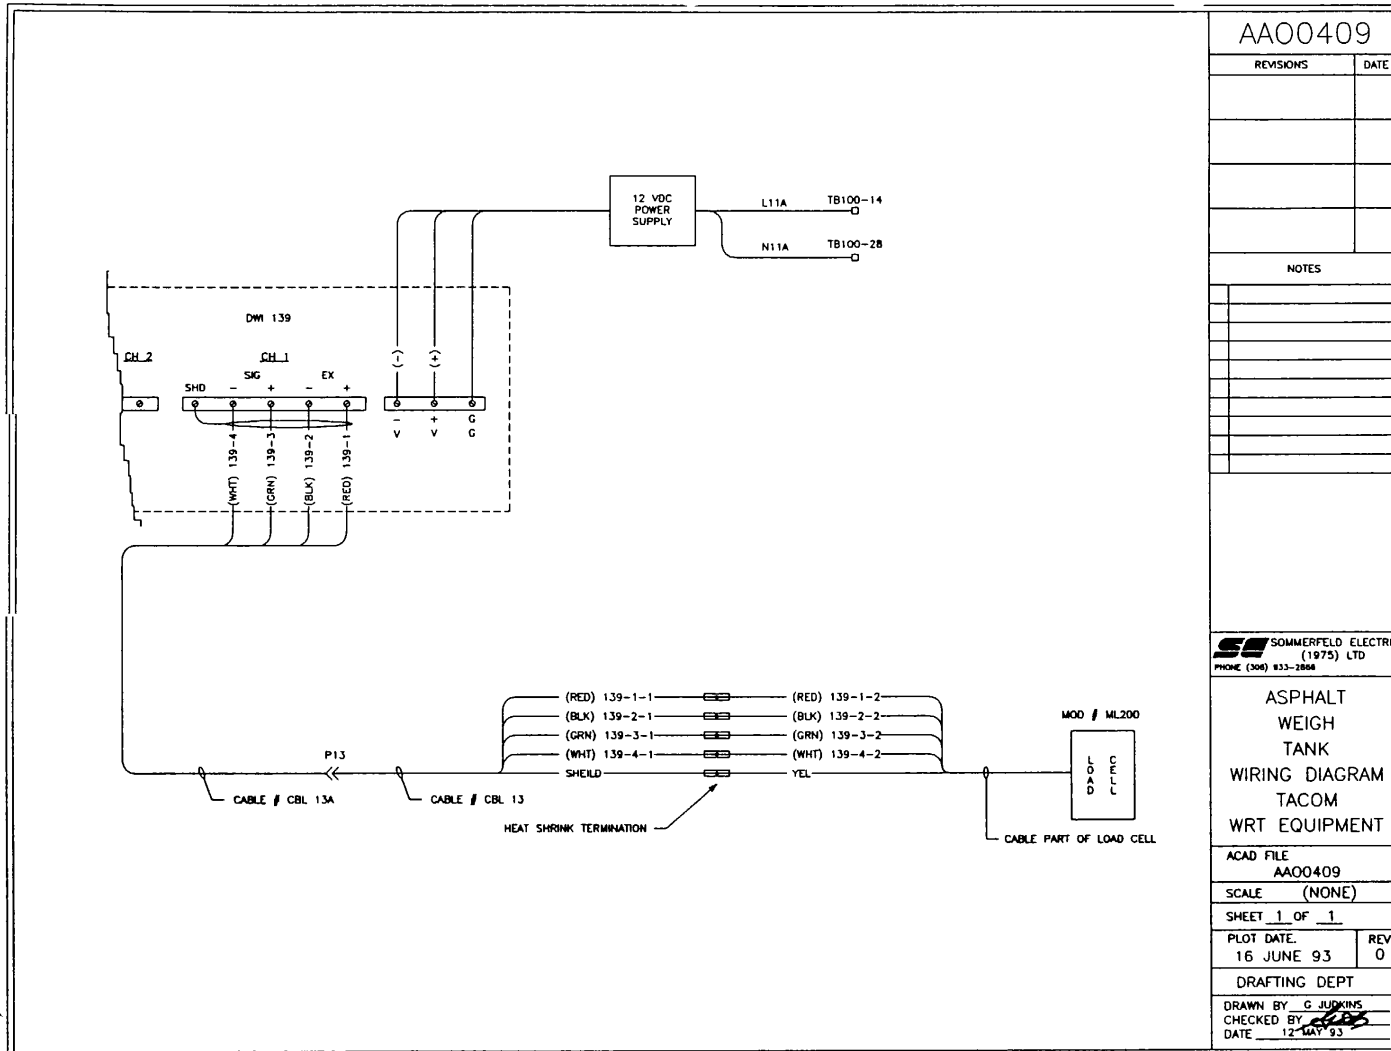 AA00409
REVISIONS DATE
NOTES
12 VDC
POWER
SUPPLY
L11A TB100-14
N11A TB100-28
DWI 139
CH 2
CH 1
SIG EX
SHD - + - +
(-)
(+)
- + G
V V G
(WHT) 139-4
(GRN) 139-3
(BLK) 139-2
(RED) 139-1
(RED) 139-1-1 (RED) 139-1-2
(BLK) 139-2-1 (BLK) 139-2-2
(GRN) 139-3-1 (GRN) 139-3-2
(WHT) 139-4-1 (WHT) 139-4-2
SHEILD YEL
P13
CABLE # CBL 13A
CABLE # CBL 13
HEAT SHRINK TERMINATION
MOD # ML200
LOAD
CELL
CABLE PART OF LOAD CELL
SE
SOMMERFELD ELECTRI
(1975) LTD
PHONE (306) 933-2868
ASPHALT
WEIGH
TANK
WIRING DIAGRAM
TACOM
WRT EQUIPMENT
ACAD FILE
AA00409
SCALE (NONE)
SHEET 1 OF 1
PLOT DATE. REV
16 JUNE 93 0
DRAFTING DEPT
DRAWN BY G JUDKINS
CHECKED BY
DATE 12 MAY 93